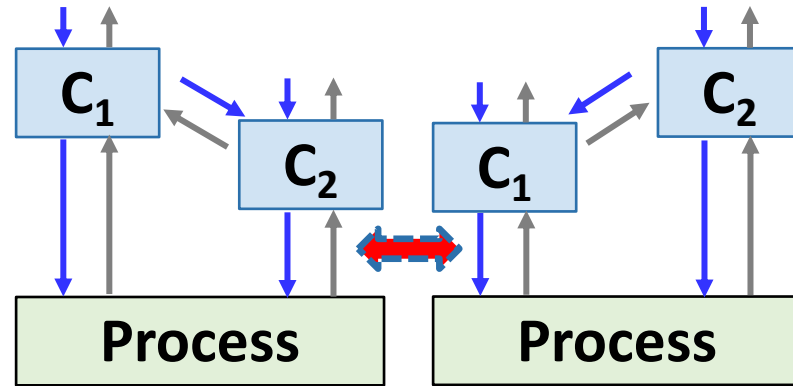 C₁
C₂
Process
C₂
C₁
Process